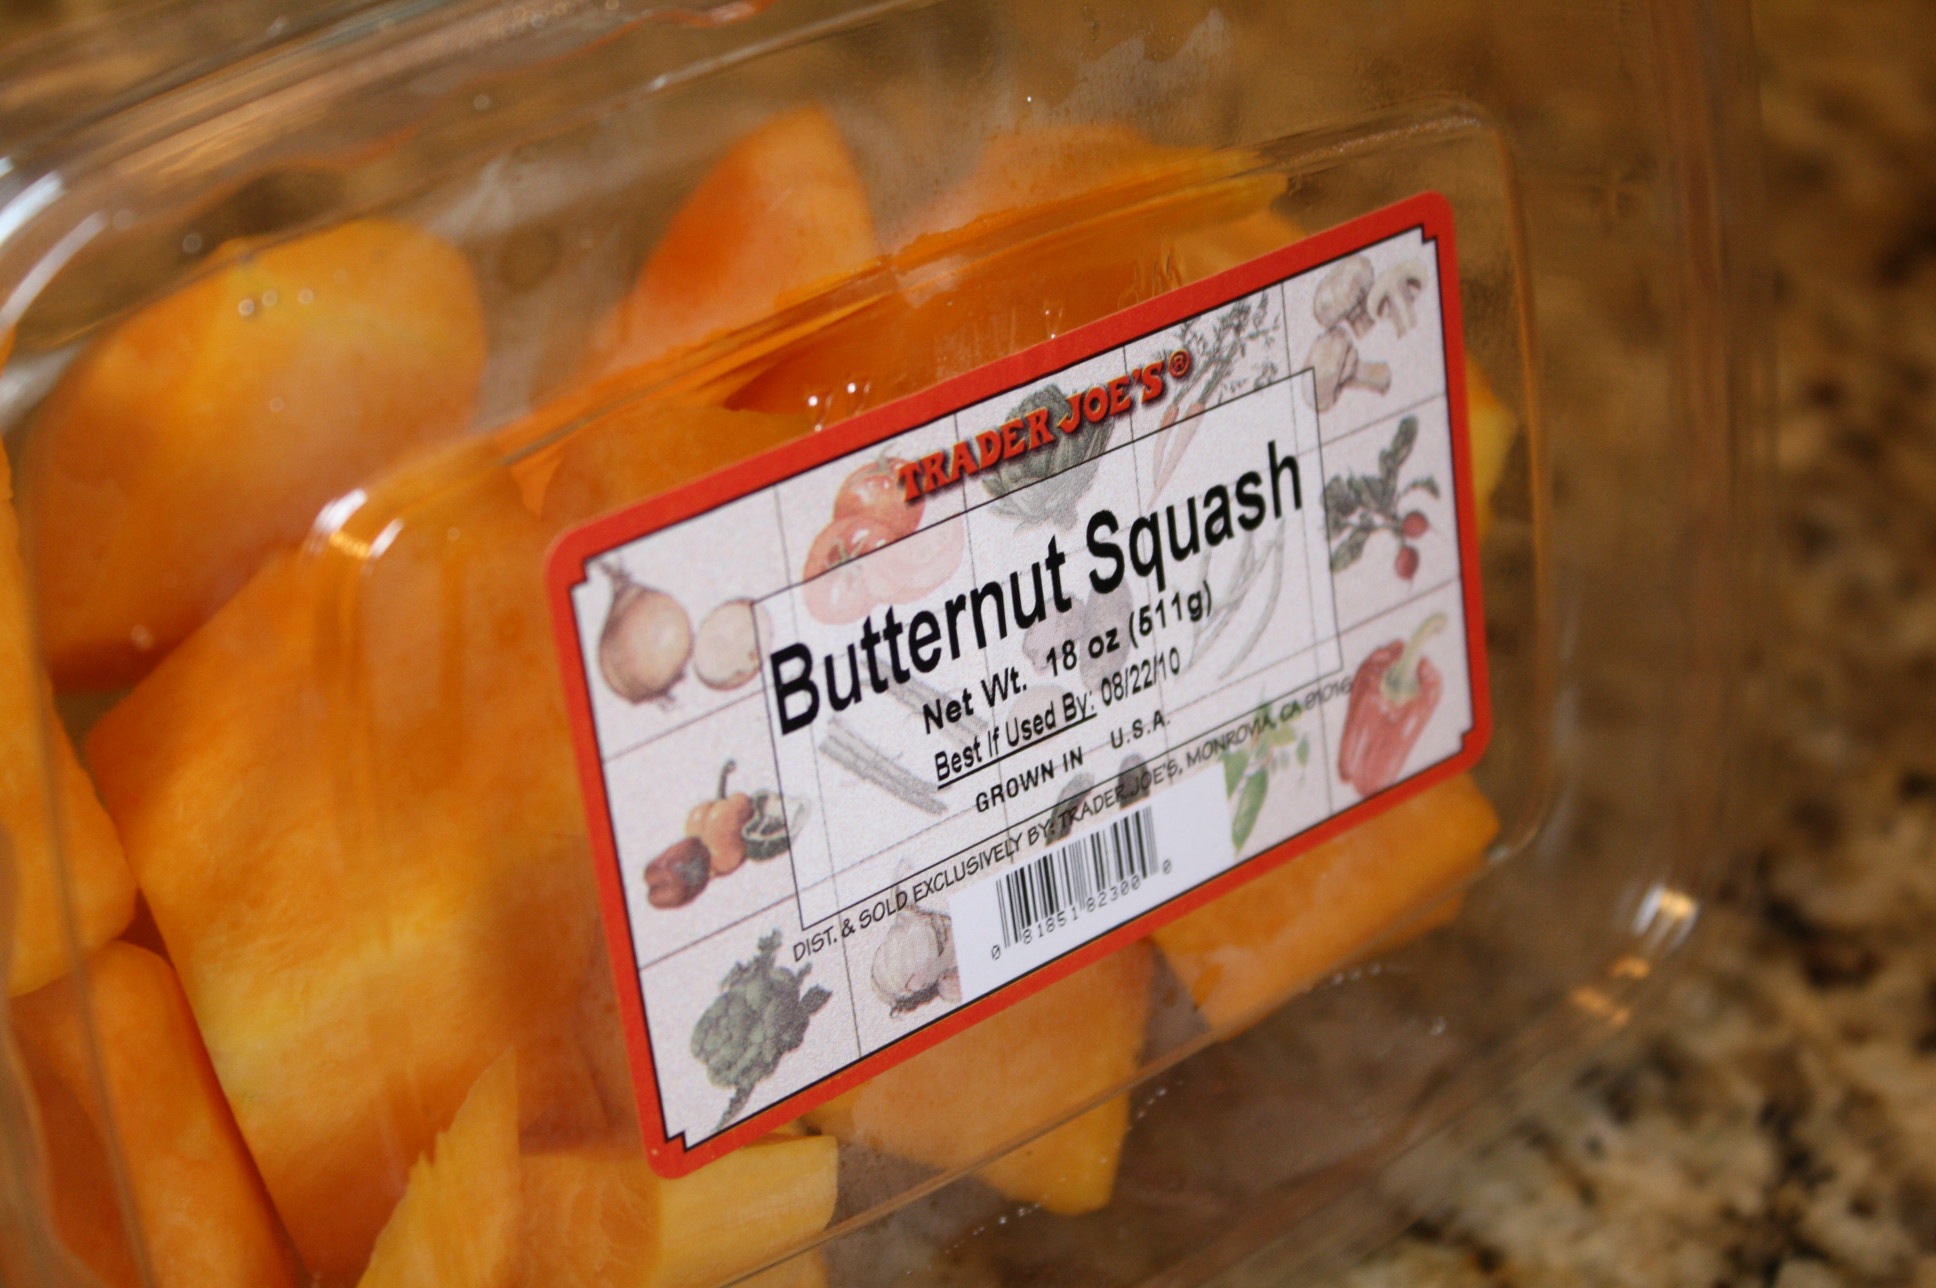 TRADER JOE'S®
Butternut Squash
Net Wt. 18 oz (511g)
Best If Used By: 08/22/10
GROWN IN U.S.A.
DIST. & SOLD EXCLUSIVELY BY: TRADER JOE'S, MONROVIA, CA 91016
0 81851 82300 0